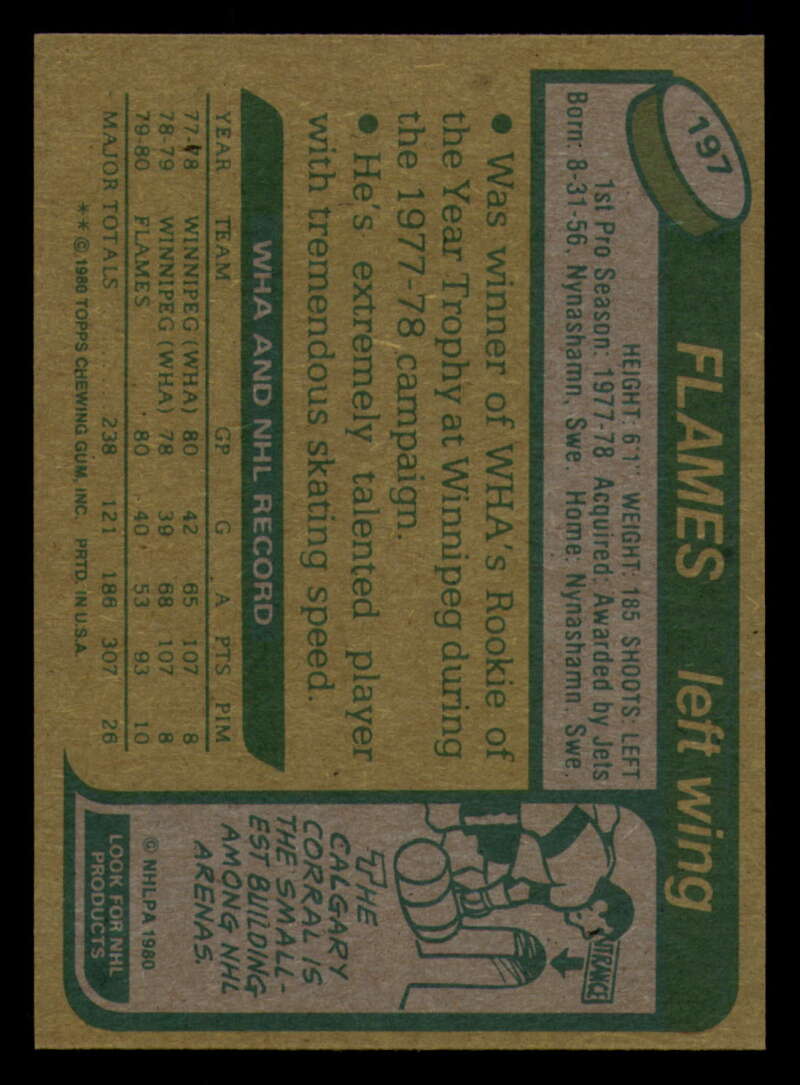 197
FLAMES left wing
HEIGHT: 6'1" WEIGHT: 185 SHOOTS: LEFT
1st Pro Season: 1977-78 Acquired: Awarded by Jets
Born: 8-31-56, Nynashamn, Swe. Home: Nynashamn, Swe.
• Was winner of WHA's Rookie of
the Year Trophy at Winnipeg during
the 1977-78 campaign.
• He's extremely talented player
with tremendous skating speed.
WHA AND NHL RECORD
YEAR TEAM GP G A PTS PIM
77-78 WINNIPEG (WHA) 80 42 65 107 8
78-79 WINNIPEG (WHA) 78 39 68 107 8
79-80 FLAMES 80 40 53 93 10
MAJOR TOTALS 238 121 186 307 26
** © 1980 TOPPS CHEWING GUM, INC. PRTD. IN U.S.A.
ENTRANCE
THE
CALGARY
CORRAL IS
THE SMALL-
EST BUILDING
AMONG NHL
ARENAS.
© NHLPA 1980
LOOK FOR NHL
PRODUCTS